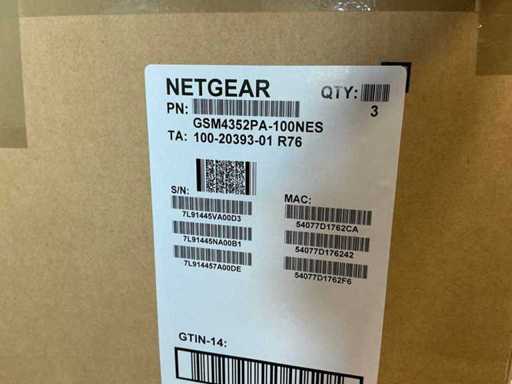 NETGEAR QTY:
3
PN:
GSM4352PA-100NES
TA: 100-20393-01 R76
S/N: MAC:
7L91445VA00D3 54077D1762CA
7L91445NA00B1 54077D176242
7L914457A00DE 54077D1762F6
GTIN-14: